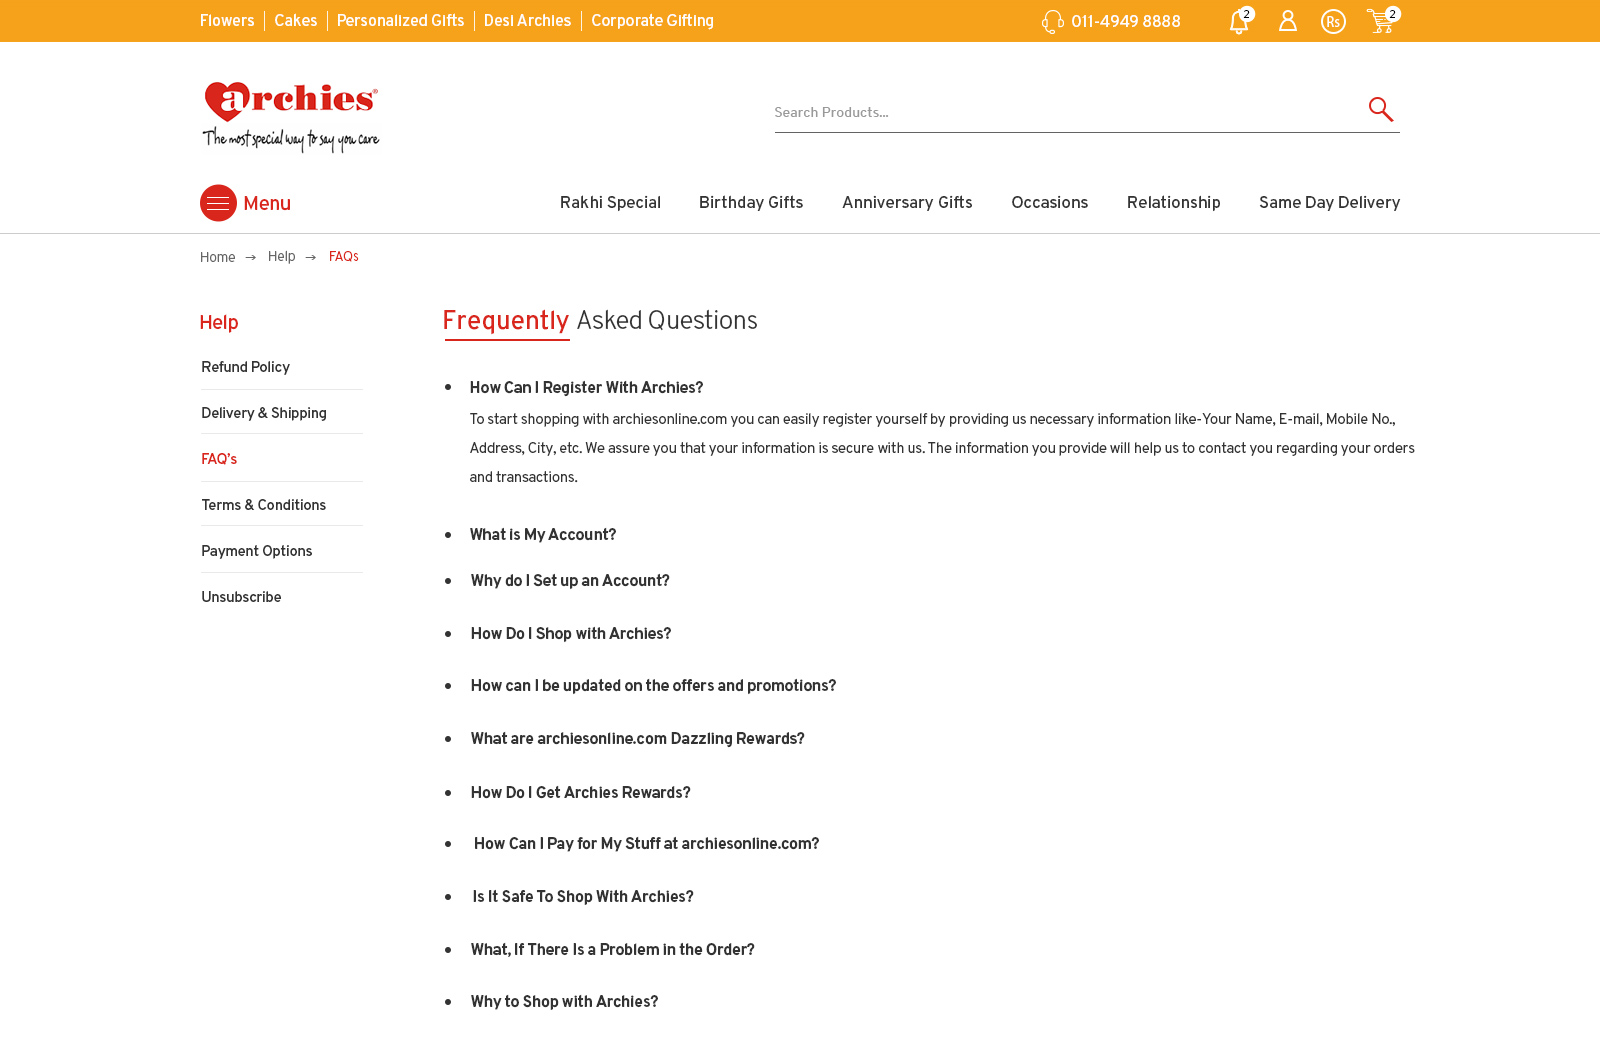 Flowers Cakes Personalized Gifts Desi Archies Corporate Gifting 011-4949 8888 2 Rs 2
archies®
The most special way to say you care
Search Products...
Menu Rakhi Special Birthday Gifts Anniversary Gifts Occasions Relationship Same Day Delivery
Home → Help → FAQs
Help
Refund Policy
Delivery & Shipping
FAQ's
Terms & Conditions
Payment Options
Unsubscribe
Frequently Asked Questions
• How Can I Register With Archies?
To start shopping with archiesonline.com you can easily register yourself by providing us necessary information like-Your Name, E-mail, Mobile No.,
Address, City, etc. We assure you that your information is secure with us. The information you provide will help us to contact you regarding your orders
and transactions.
• What is My Account?
• Why do I Set up an Account?
• How Do I Shop with Archies?
• How can I be updated on the offers and promotions?
• What are archiesonline.com Dazzling Rewards?
• How Do I Get Archies Rewards?
• How Can I Pay for My Stuff at archiesonline.com?
• Is It Safe To Shop With Archies?
• What, If There Is a Problem in the Order?
• Why to Shop with Archies?